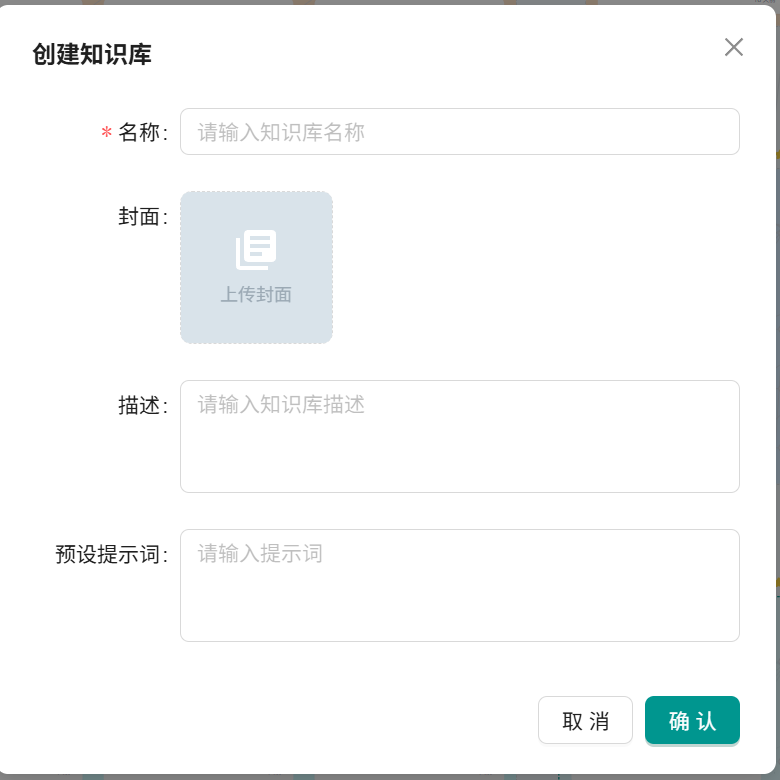 创建知识库
* 名称:
请输入知识库名称
封面:
上传封面
描述:
请输入知识库描述
预设提示词:
请输入提示词
取 消
确 认